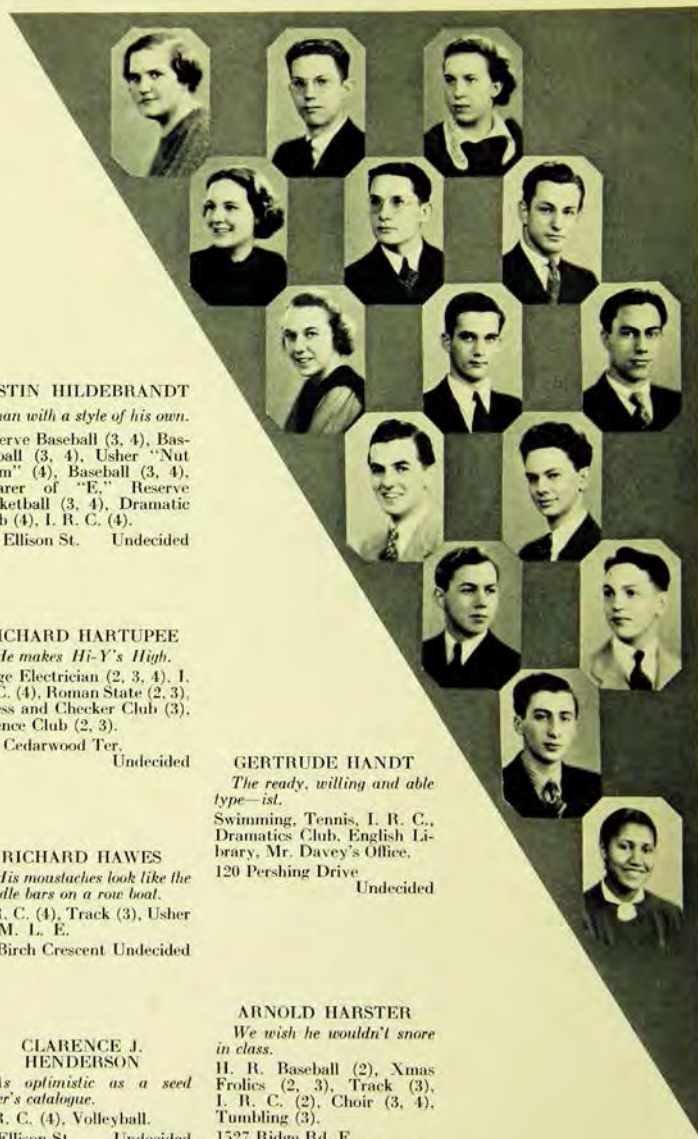 STIN HILDEBRANDT
an with a style of his own.
erve Baseball (3, 4), Bas-
ball (3, 4), Usher "Nut
m" (4), Baseball (3, 4),
arer of "E," Reserve
ketball (3, 4), Dramatic
b (4), I. R. C. (4).
Ellison St. Undecided
ICHARD HARTUPEE
He makes Hi-Y's High.
ge Electrician (2, 3, 4), I.
C. (4), Roman State (2, 3),
ess and Checker Club (3),
ence Club (2, 3).
Cedarwood Ter.
Undecided
RICHARD HAWES
His moustaches look like the
dle bars on a row boat.
R. C. (4), Track (3), Usher
M. L. E.
Birch Crescent Undecided
CLARENCE J.
HENDERSON
As optimistic as a seed
er's catalogue.
R. C. (4), Volleyball.
Ellison St. Undecided
GERTRUDE HANDT
The ready, willing and able
type—ist.
Swimming, Tennis, I. R. C.,
Dramatics Club, English Li-
brary, Mr. Davey's Office.
120 Pershing Drive
Undecided
ARNOLD HARSTER
We wish he wouldn't snore
in class.
H. R. Baseball (2), Xmas
Frolics (2, 3), Track (3),
I. R. C. (2), Choir (3, 4),
Tumbling (3).
1527 Ridge Rd. E.